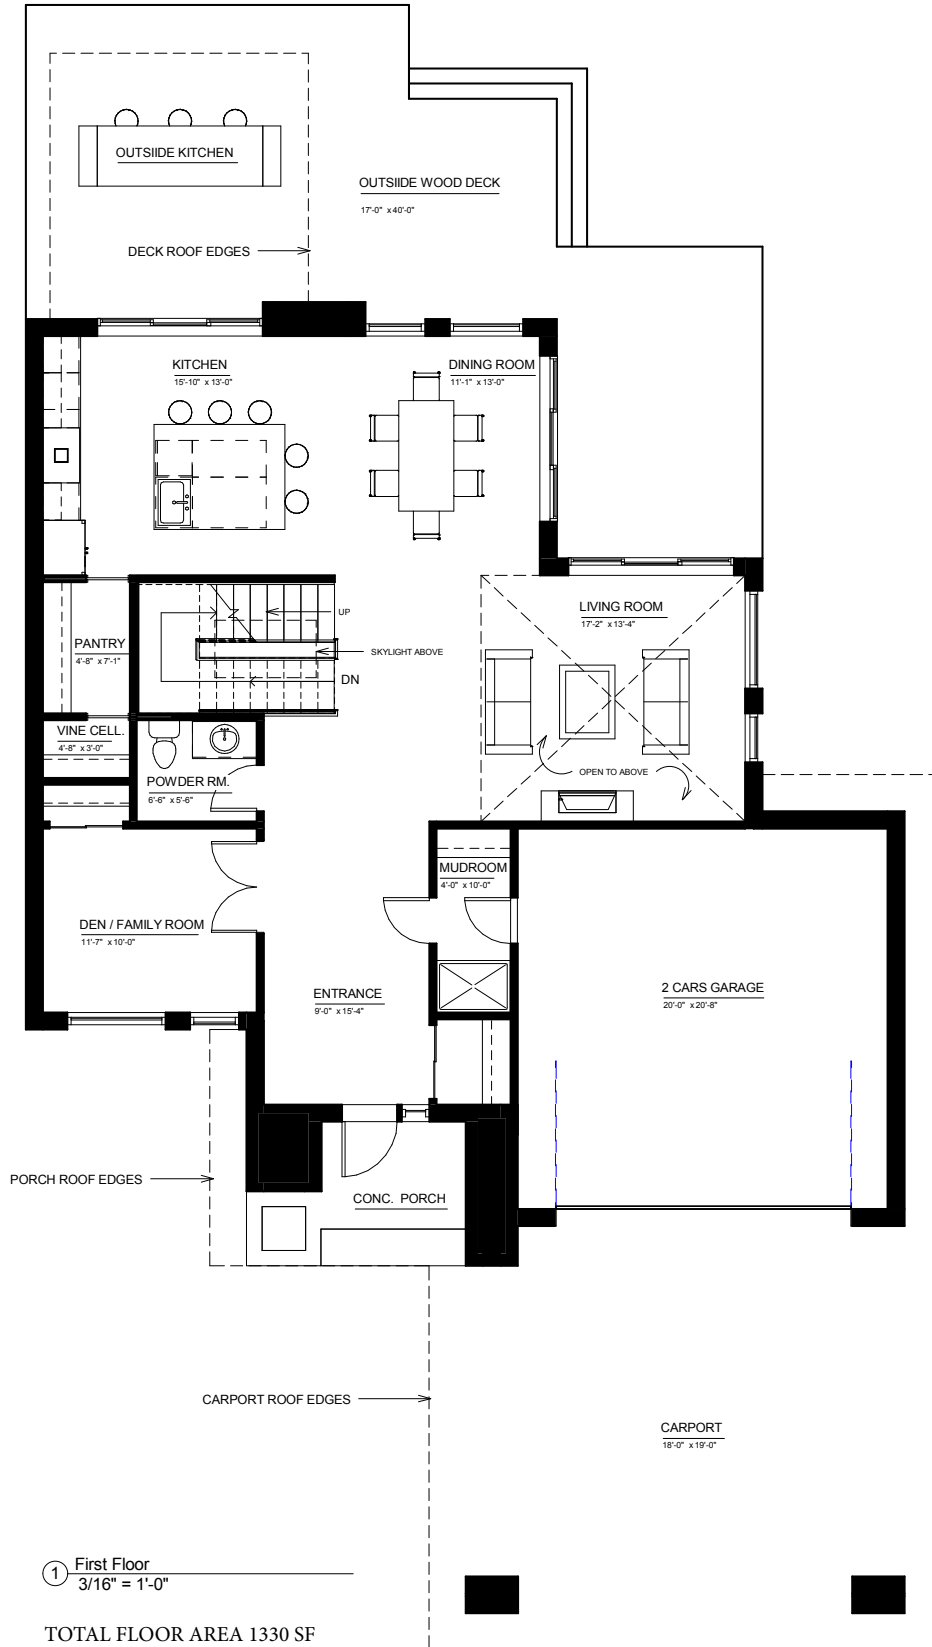 OUTSIIDE KITCHEN
OUTSIIDE WOOD DECK
17'-0" x 40'-0"
DECK ROOF EDGES
KITCHEN
15'-10" x 13'-0"
DINING ROOM
11'-1" x 13'-0"
UP
LIVING ROOM
17'-2" x 13'-4"
PANTRY
4'-8" x 7'-1"
SKYLIGHT ABOVE
DN
VINE CELL.
4'-8" x 3'-0"
POWDER RM.
6'-6" x 5'-6"
OPEN TO ABOVE
MUDROOM
4'-0" x 10'-0"
DEN / FAMILY ROOM
11'-7" x 10'-0"
ENTRANCE
9'-0" x 15'-4"
2 CARS GARAGE
20'-0" x 20'-8"
PORCH ROOF EDGES
CONC. PORCH
CARPORT ROOF EDGES
CARPORT
18'-0" x 19'-0"
1 First Floor
3/16" = 1'-0"
TOTAL FLOOR AREA 1330 SF